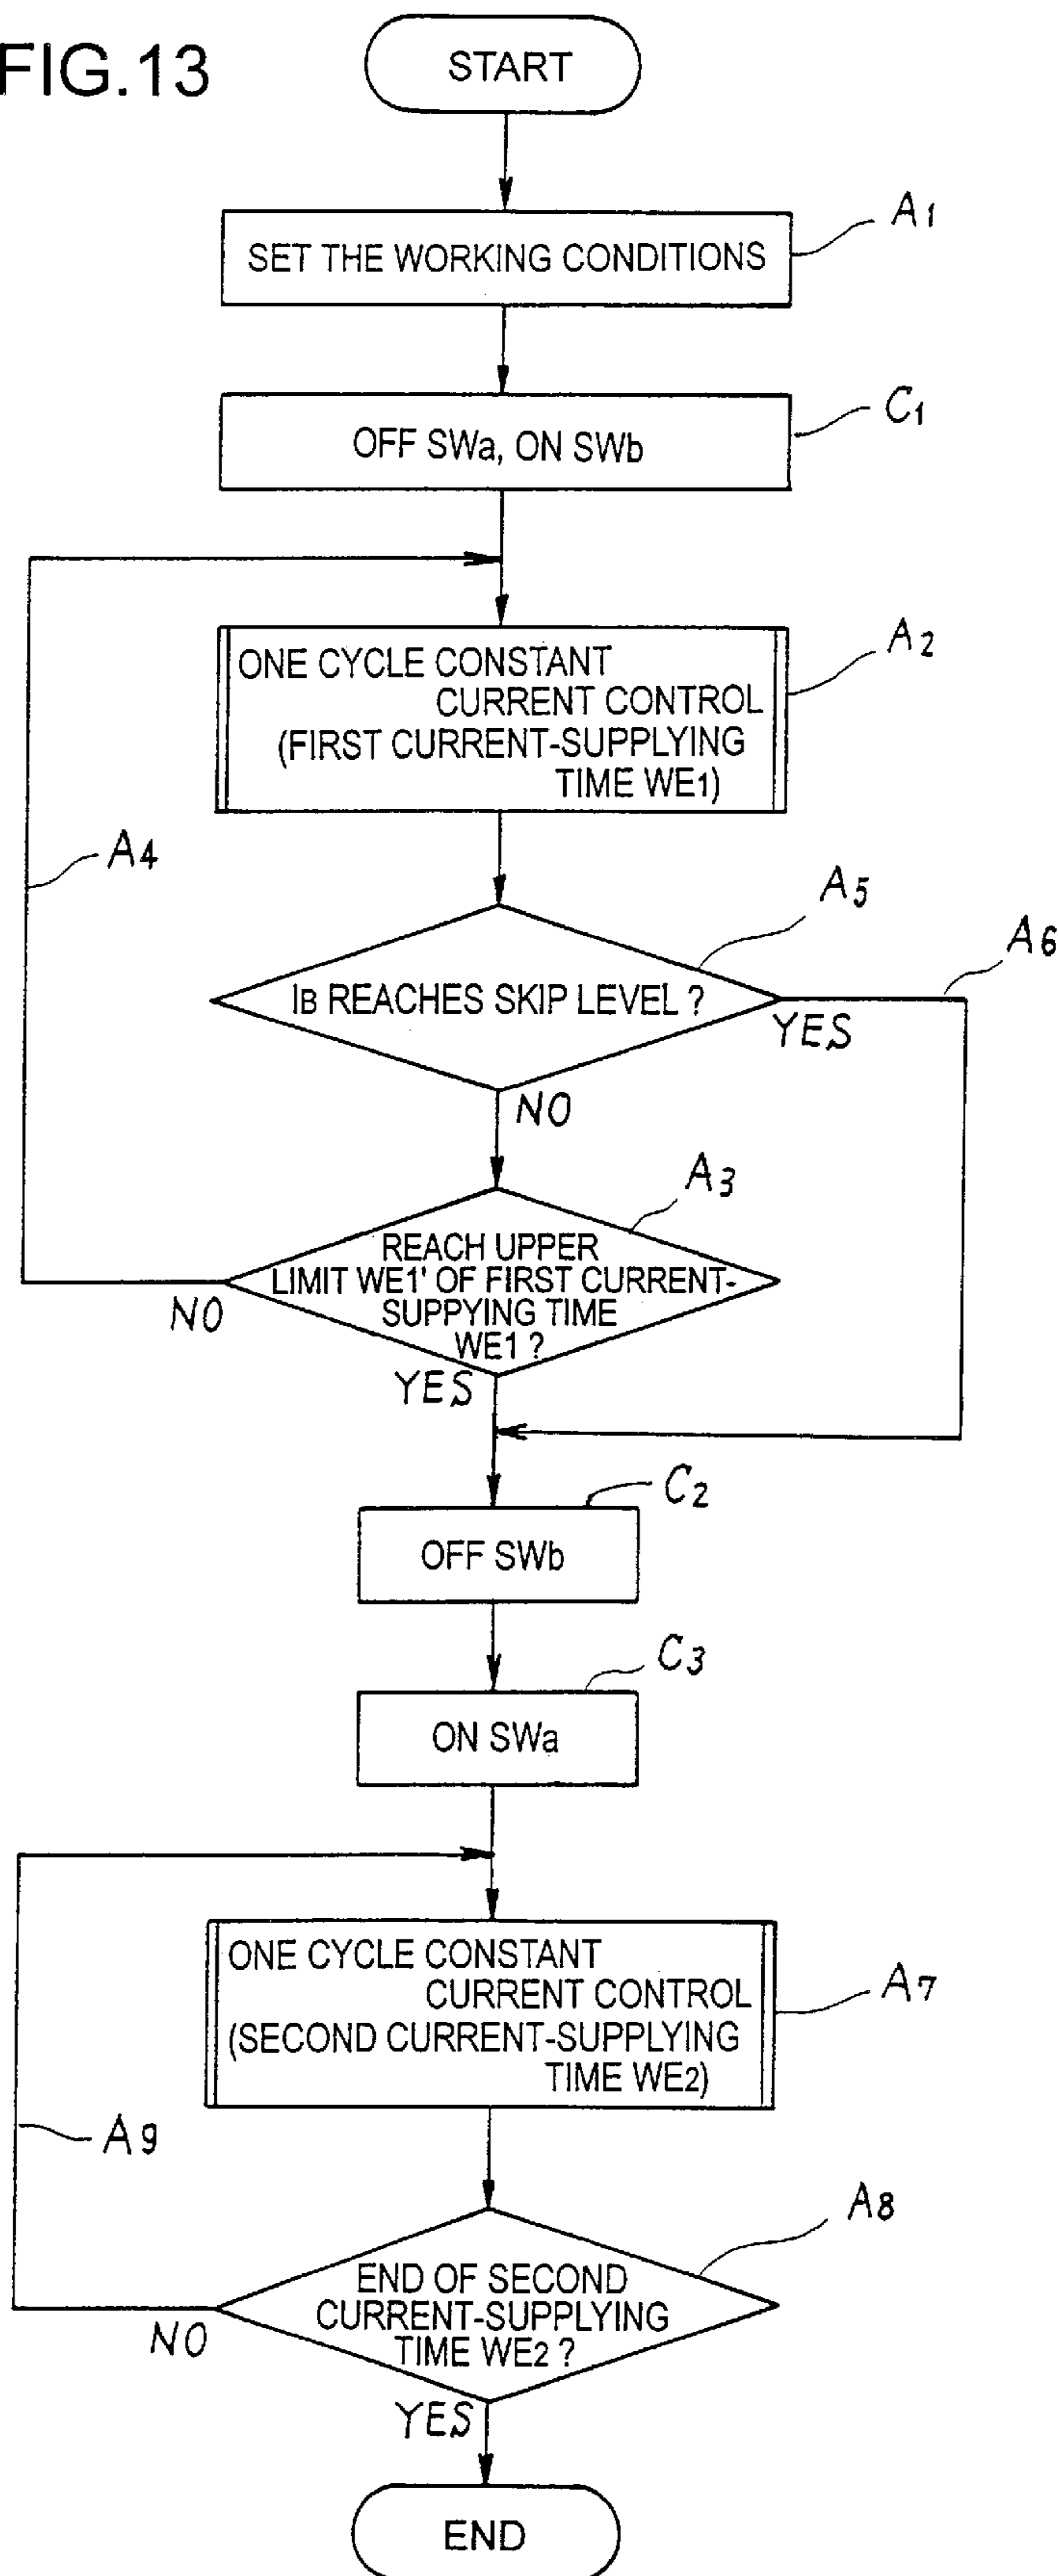 FIG.13
START
A1
SET THE WORKING CONDITIONS
C1
OFF SWa, ON SWb
A2
ONE CYCLE CONSTANT
CURRENT CONTROL
(FIRST CURRENT-SUPPLYING
TIME WE1)
A4
A5
A6
IB REACHES SKIP LEVEL ?
YES
NO
A3
REACH UPPER
LIMIT WE1' OF FIRST CURRENT-
SUPPYING TIME
WE1 ?
NO
YES
C2
OFF SWb
C3
ON SWa
ONE CYCLE CONSTANT
CURRENT CONTROL
(SECOND CURRENT-SUPPLYING
TIME WE2)
A7
A9
A8
END OF SECOND
CURRENT-SUPPLYING
TIME WE2 ?
NO
YES
END